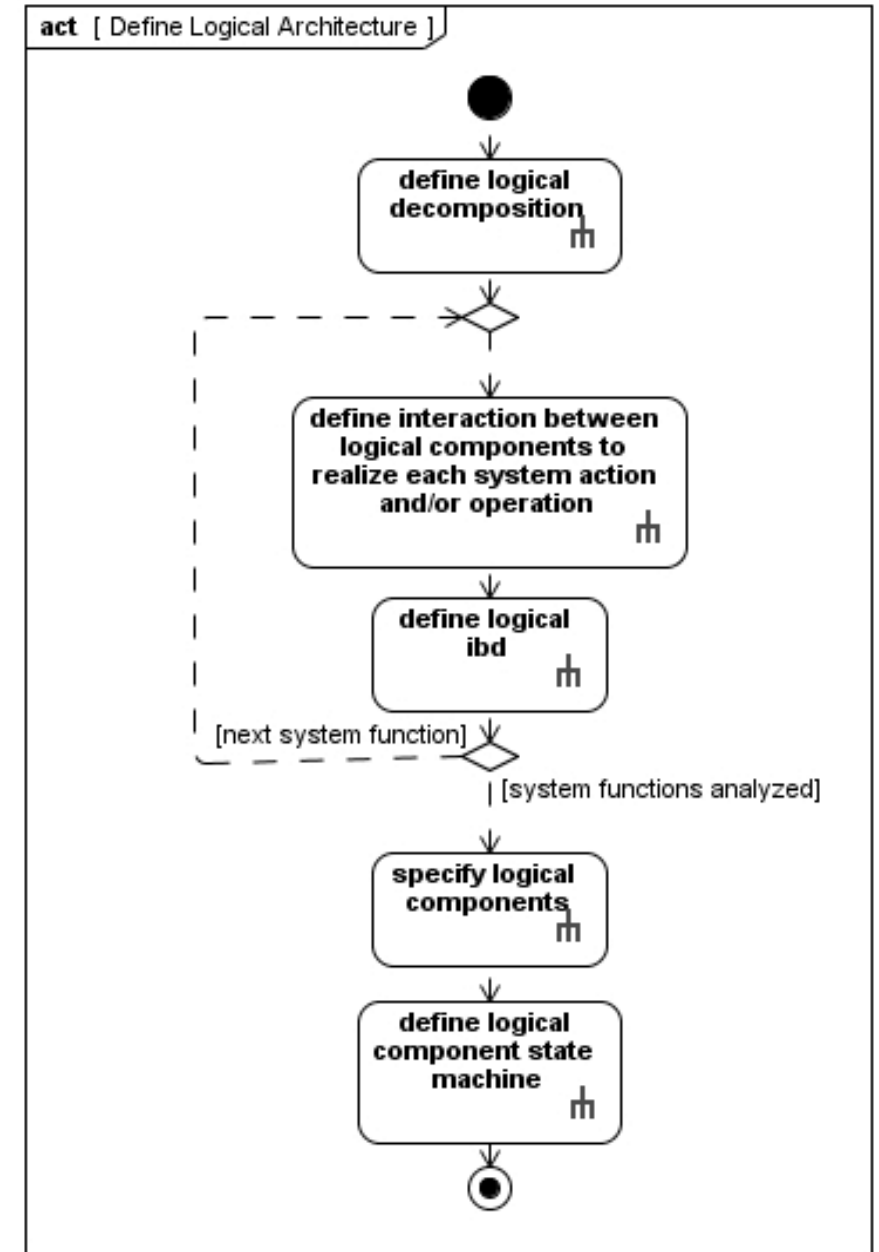 act [ Define Logical Architecture ]
define logical
decomposition
define interaction between
logical components to
realize each system action
and/or operation
define logical
ibd
[next system function]
[system functions analyzed]
specify logical
components
define logical
component state
machine